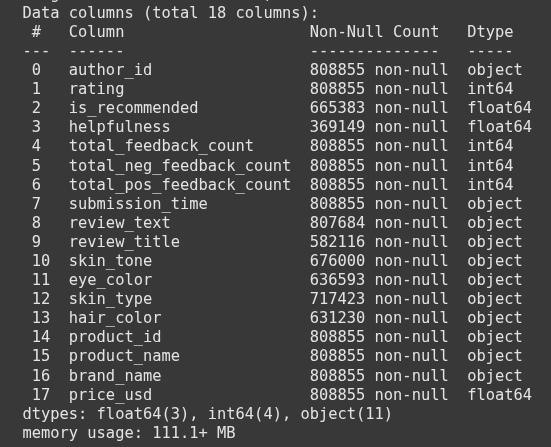 Data columns (total 18 columns):
 #   Column                    Non-Null Count   Dtype
---  ------                    --------------   -----
 0   author_id                 808855 non-null  object
 1   rating                    808855 non-null  int64
 2   is_recommended            665383 non-null  float64
 3   helpfulness               369149 non-null  float64
 4   total_feedback_count      808855 non-null  int64
 5   total_neg_feedback_count  808855 non-null  int64
 6   total_pos_feedback_count  808855 non-null  int64
 7   submission_time           808855 non-null  object
 8   review_text               807684 non-null  object
 9   review_title              582116 non-null  object
 10  skin_tone                 676000 non-null  object
 11  eye_color                 636593 non-null  object
 12  skin_type                 717423 non-null  object
 13  hair_color                631230 non-null  object
 14  product_id                808855 non-null  object
 15  product_name              808855 non-null  object
 16  brand_name                808855 non-null  object
 17  price_usd                 808855 non-null  float64
dtypes: float64(3), int64(4), object(11)
memory usage: 111.1+ MB